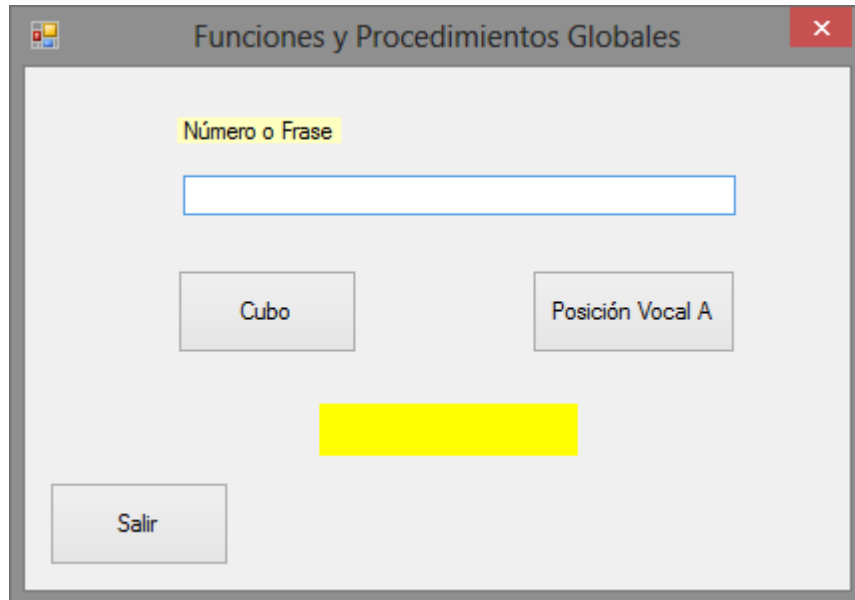 Funciones y Procedimientos Globales
Número o Frase
Cubo
Posición Vocal A
Salir